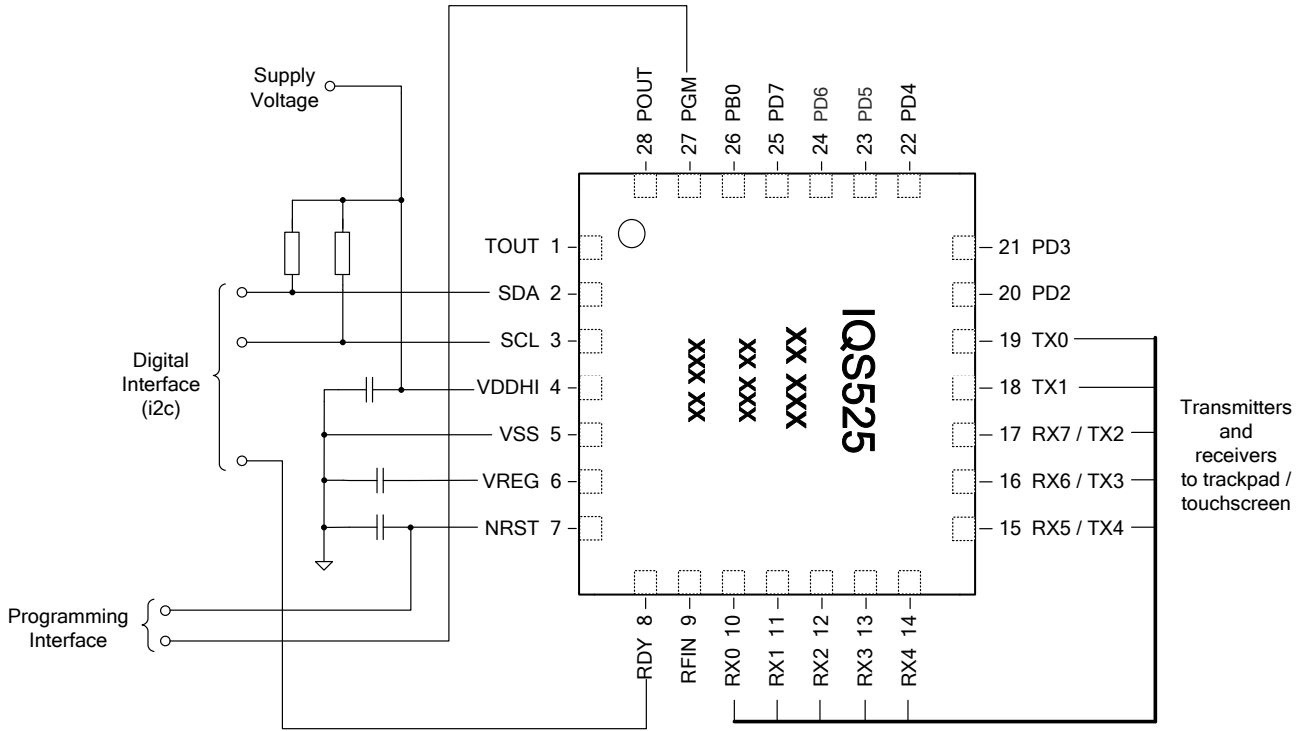 Supply
Voltage
28 POUT
27 PGM
26 PB0
25 PD7
24 PD6
23 PD5
22 PD4
TOUT 1
SDA 2
SCL 3
VDDHI 4
VSS 5
VREG 6
NRST 7
Digital
Interface
(i2c)
Programming
Interface
IQS525
xx xxx
xxx xx
xx xxx
21 PD3
20 PD2
19 TX0
18 TX1
17 RX7 / TX2
16 RX6 / TX3
15 RX5 / TX4
Transmitters
and
receivers
to trackpad /
touchscreen
RDY 8
RFIN 9
RX0 10
RX1 11
RX2 12
RX3 13
RX4 14